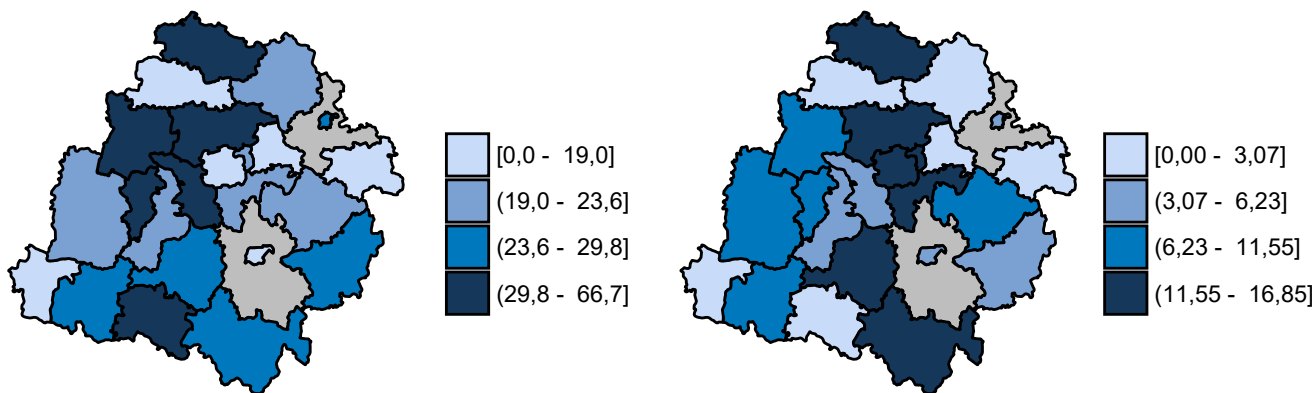 [0,0 - 19,0]
(19,0 - 23,6]
(23,6 - 29,8]
(29,8 - 66,7]
[0,00 - 3,07]
(3,07 - 6,23]
(6,23 - 11,55]
(11,55 - 16,85]